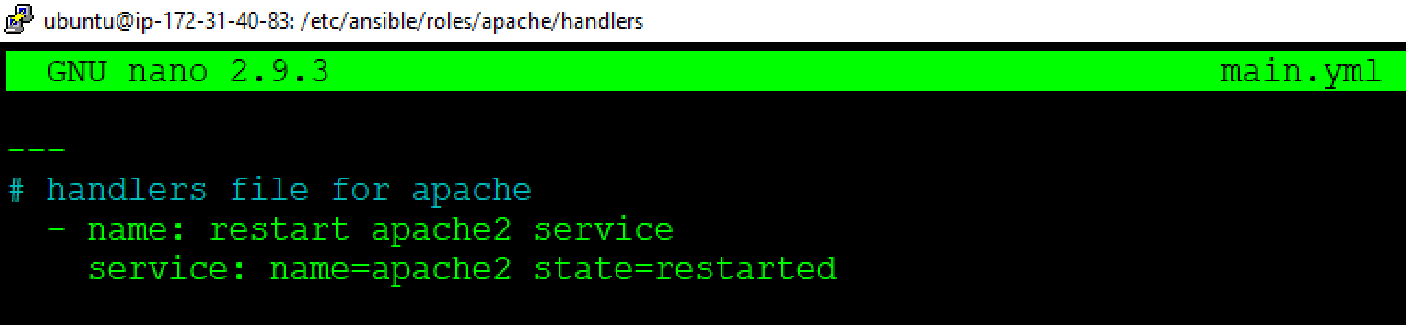 ubuntu@ip-172-31-40-83: /etc/ansible/roles/apache/handlers
GNU nano 2.9.3 main.yml
---
# handlers file for apache
  - name: restart apache2 service
    service: name=apache2 state=restarted